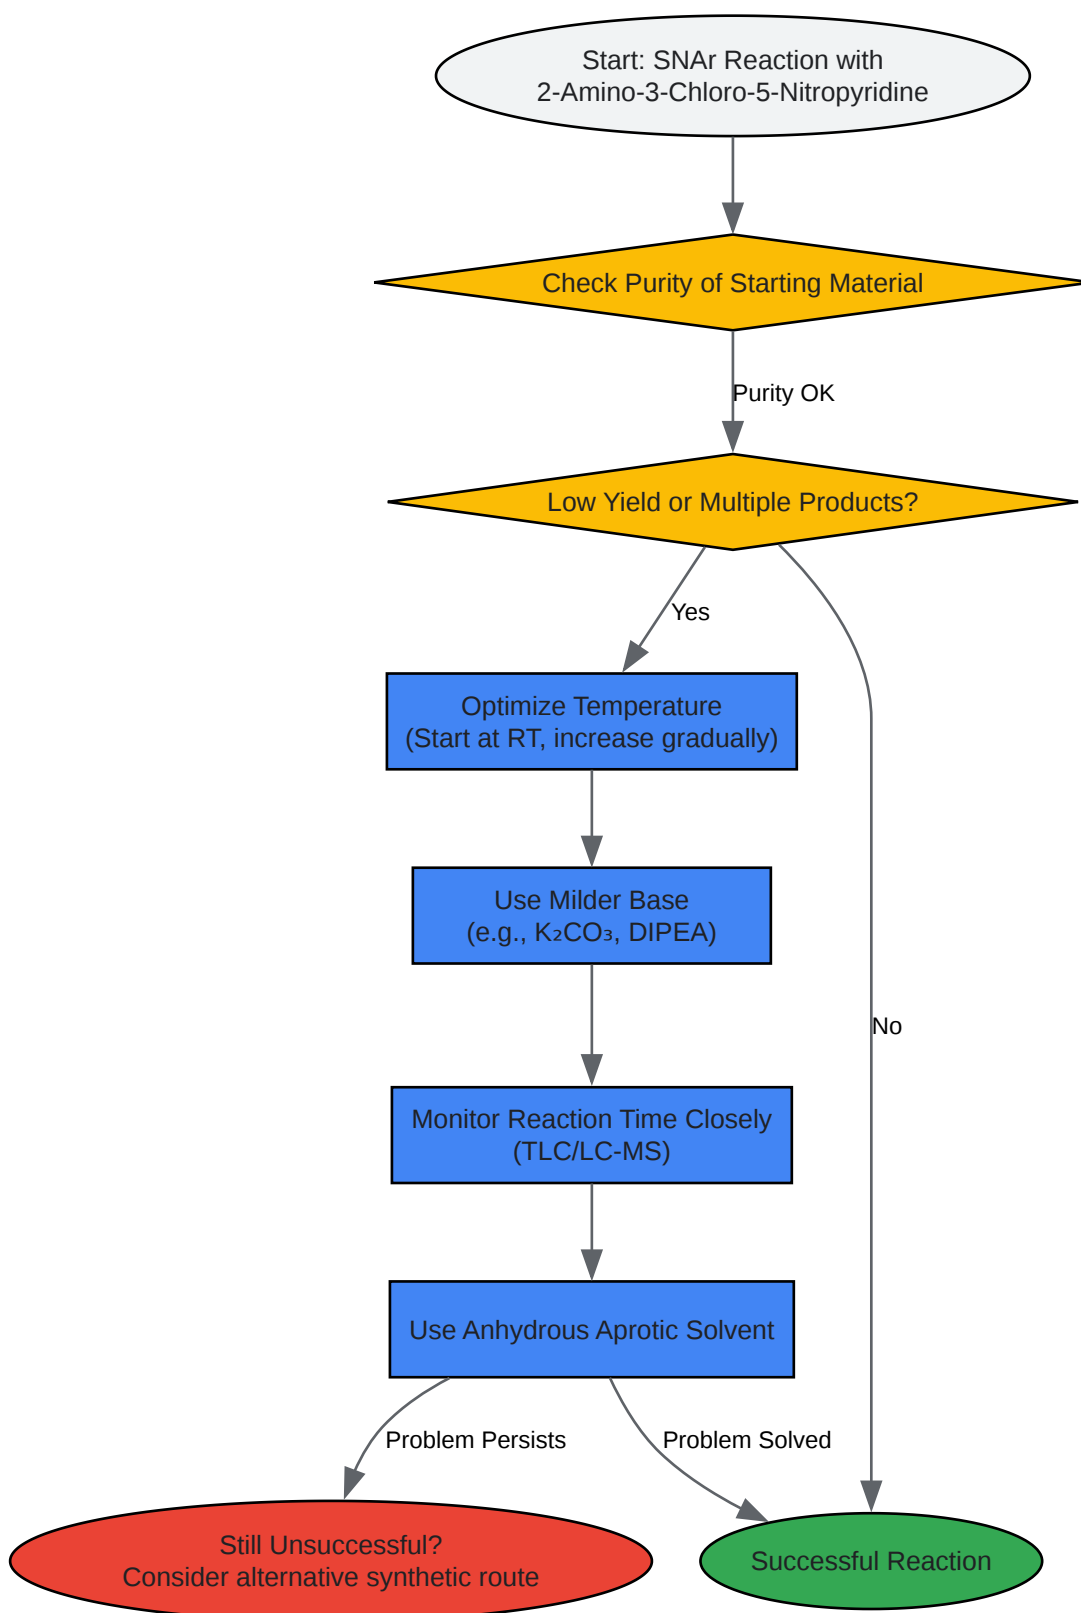 Start: SNAr Reaction with
2-Amino-3-Chloro-5-Nitropyridine
Check Purity of Starting Material
Purity OK
Low Yield or Multiple Products?
Yes
Optimize Temperature
(Start at RT, increase gradually)
Use Milder Base
(e.g., K₂CO₃, DIPEA)
No
Monitor Reaction Time Closely
(TLC/LC-MS)
Use Anhydrous Aprotic Solvent
Problem Persists
Problem Solved
Still Unsuccessful?
Consider alternative synthetic route
Successful Reaction